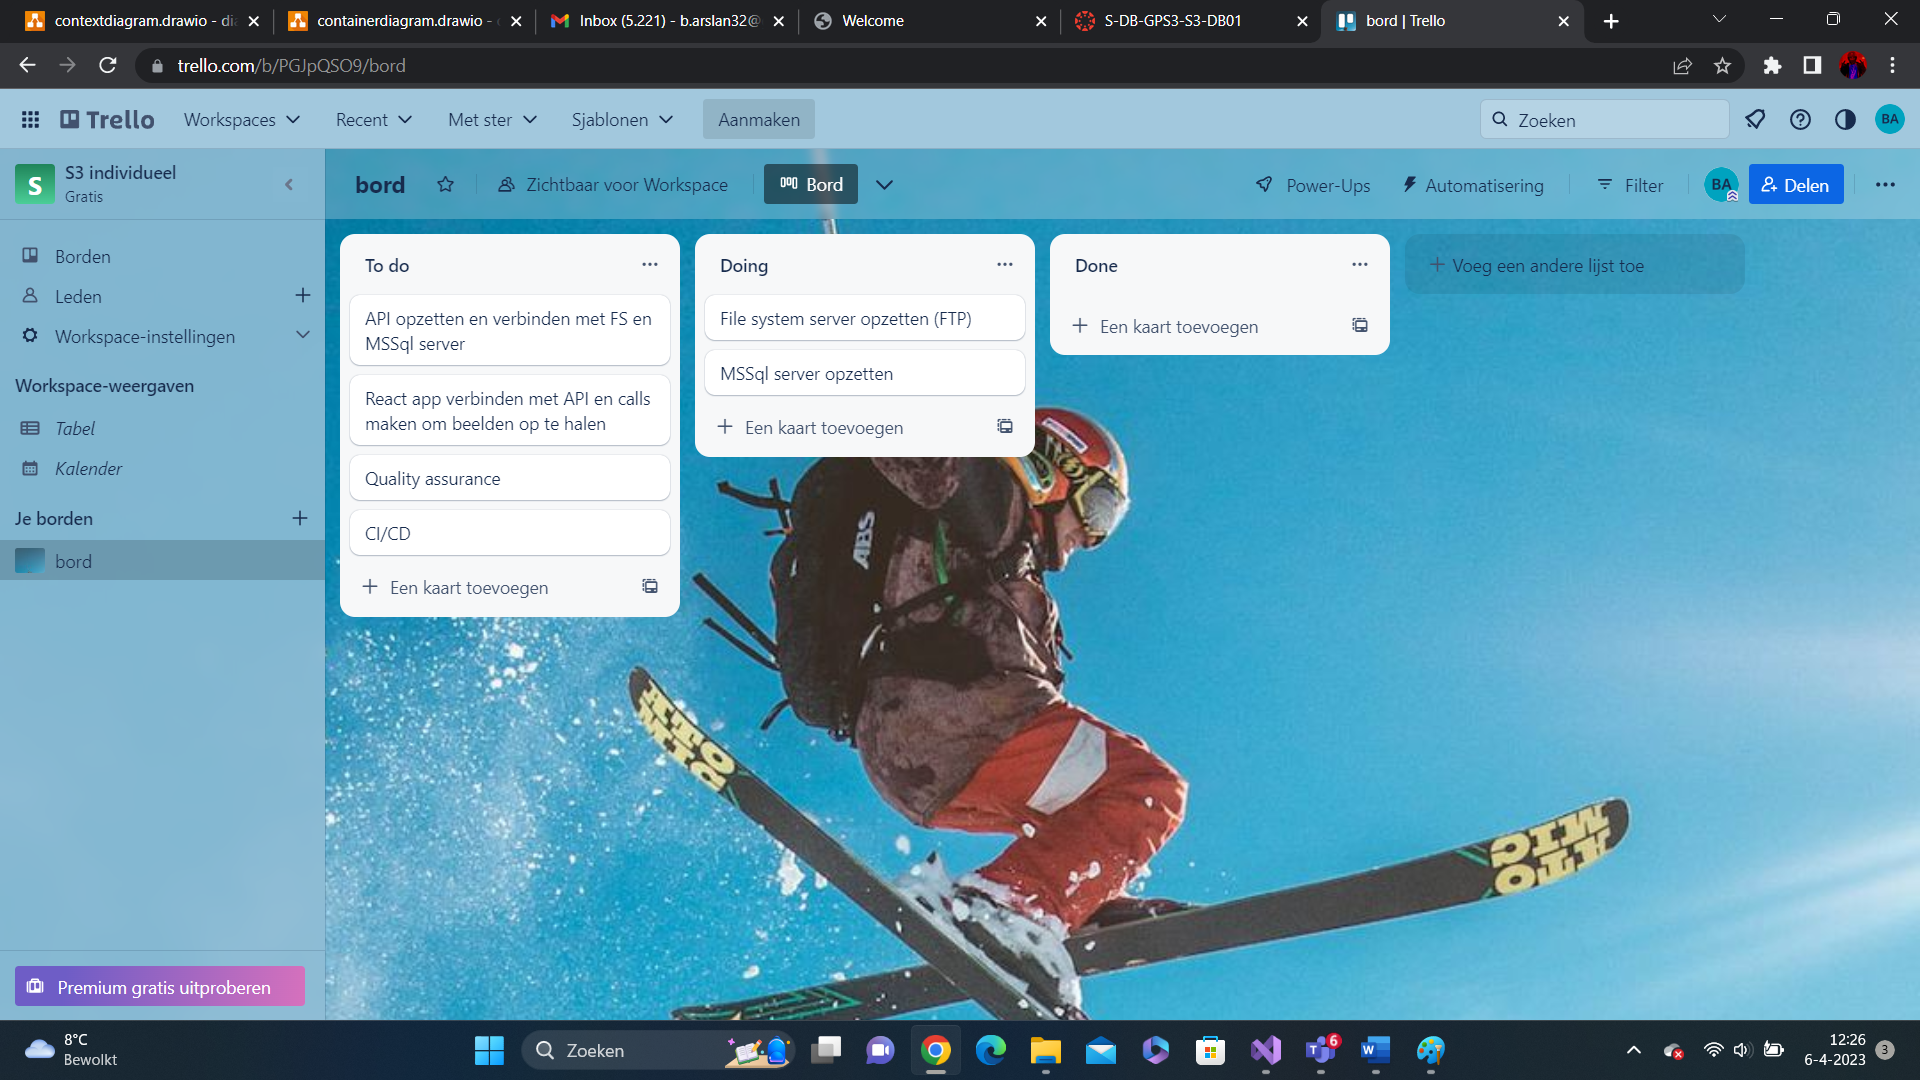 contextdiagram.drawio - di
containerdiagram.drawio -
Inbox (5.221) - b.arslan32@
Welcome
S-DB-GPS3-S3-DB01
bord | Trello
trello.com/b/PGJpQSO9/bord
Trello
Workspaces
Recent
Met ster
Sjablonen
Aanmaken
Zoeken
BA
S
S3 individueel
Gratis
bord
Zichtbaar voor Workspace
Bord
Power-Ups
Automatisering
Filter
BA
Delen
Borden
Leden
Workspace-instellingen
Workspace-weergaven
Tabel
Kalender
Je borden
bord
Premium gratis uitproberen
To do
API opzetten en verbinden met FS en
MSSql server
React app verbinden met API en calls
maken om beelden op te halen
Quality assurance
CI/CD
Een kaart toevoegen
Doing
File system server opzetten (FTP)
MSSql server opzetten
Een kaart toevoegen
Done
Een kaart toevoegen
Voeg een andere lijst toe
ABS
ATOMIC
ATOMIC
8°C
Bewolkt
Zoeken
6
W
12:26
6-4-2023
3